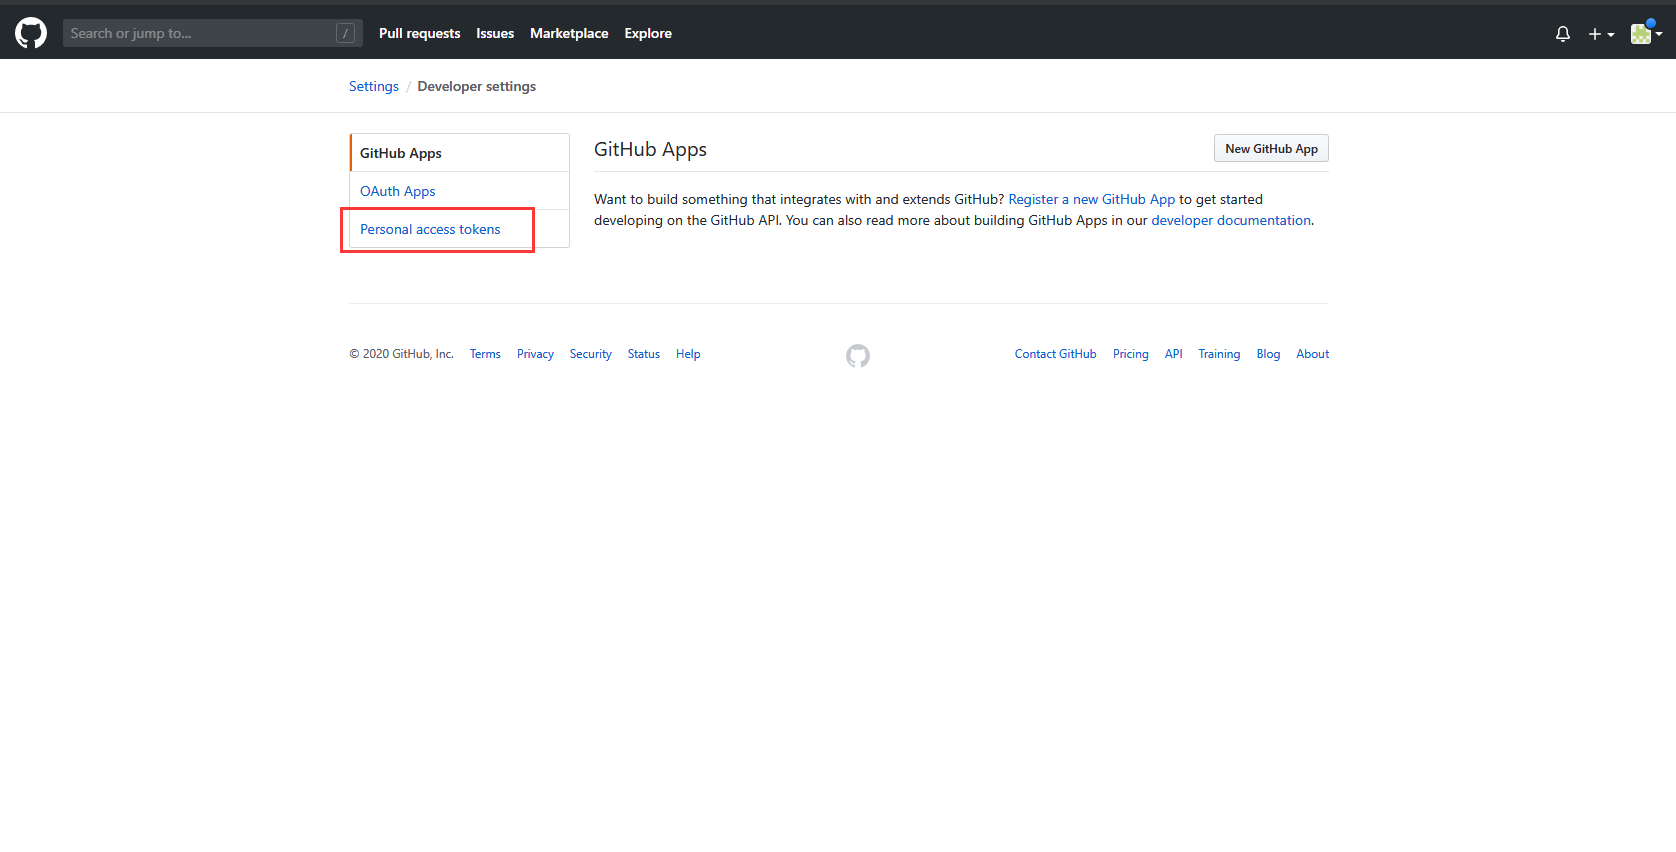 Search or jump to... / Pull requests Issues Marketplace Explore
Settings / Developer settings
GitHub Apps
OAuth Apps
Personal access tokens
GitHub Apps
New GitHub App
Want to build something that integrates with and extends GitHub? Register a new GitHub App to get started
developing on the GitHub API. You can also read more about building GitHub Apps in our developer documentation.
© 2020 GitHub, Inc. Terms Privacy Security Status Help
Contact GitHub Pricing API Training Blog About